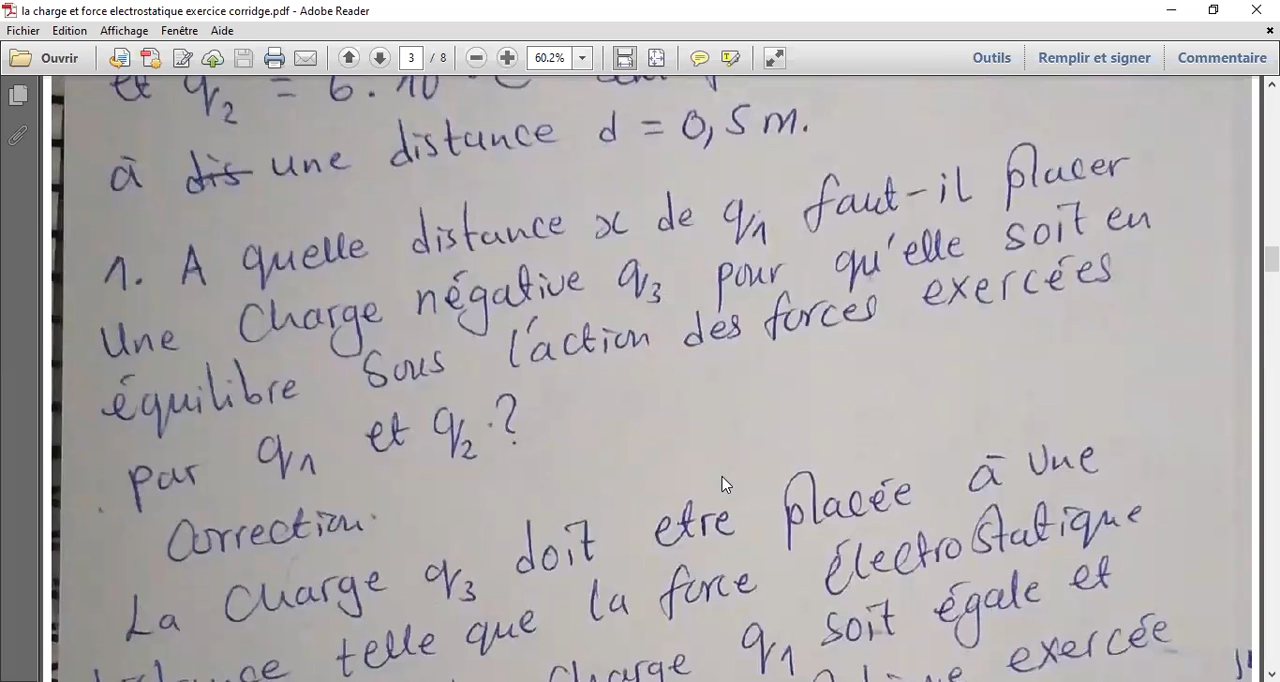 la charge et force electrostatique exercice corridge.pdf - Adobe Reader
Fichier Edition Affichage Fenêtre Aide
Ouvrir 3 / 8 60.2% Outils Remplir et signer Commentaire
et q2 = 6.10 C
à dis une distance d = 0,5 m.
1. A quelle distance x de q1 faut-il placer
Une Charge négative q3 pour qu'elle soit en
équilibre Sous l'action des forces exercées
par q1 et q2.?
Correction.
La Charge q3 doit etre placée à Une
telle que la force électrostatique
Charge q1 soit égale et
exercée